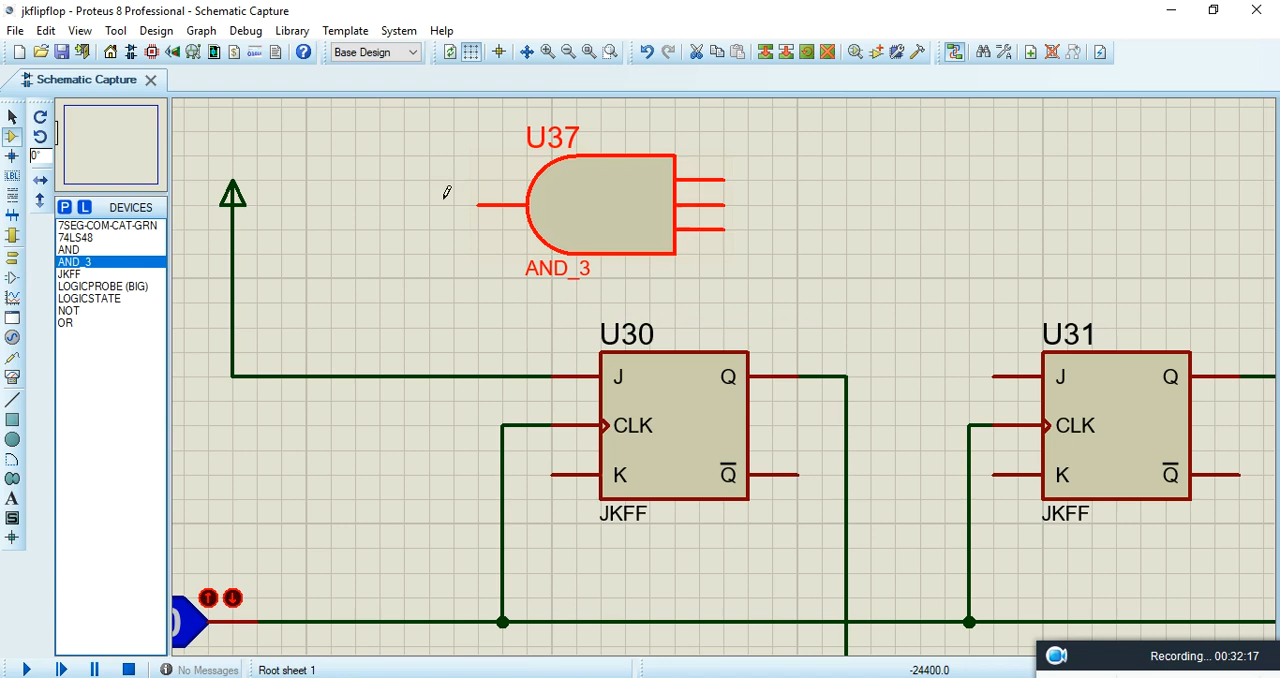 jkflipflop - Proteus 8 Professional - Schematic Capture
File Edit View Tool Design Graph Debug Library Template System Help
Base Design
Schematic Capture
0°
P L DEVICES
7SEG-COM-CAT-GRN
74LS48
AND
AND_3
JKFF
LOGICPROBE (BIG)
LOGICSTATE
NOT
OR
LBL
A
S
U37
AND_3
U30
J Q
CLK
K Q
JKFF
U31
J Q
CLK
K Q
JKFF
No Messages
Root sheet 1
-24400.0
Recording... 00:32:17